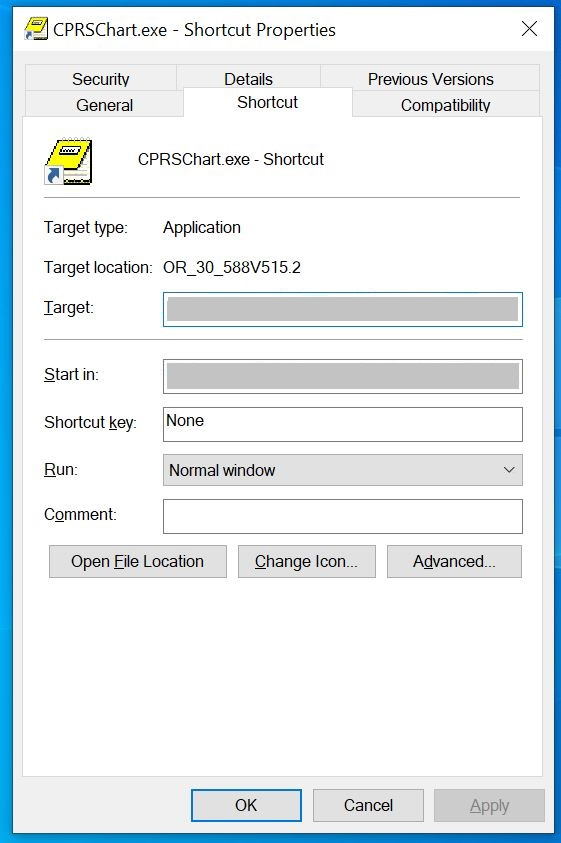 CPRSChart.exe - Shortcut Properties
Security Details Previous Versions
General Shortcut Compatibility
CPRSChart.exe - Shortcut
Target type: Application
Target location: OR_30_588V515.2
Target:
Start in:
Shortcut key: None
Run: Normal window
Comment:
Open File Location Change Icon... Advanced...
OK Cancel Apply